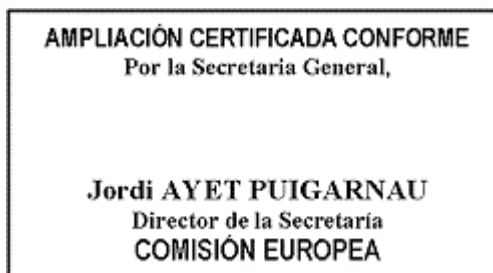 AMPLIACIÓN CERTIFICADA CONFORME
Por la Secretaria General,
Jordi AYET PUIGARNAU
Director de la Secretaría
COMISIÓN EUROPEA